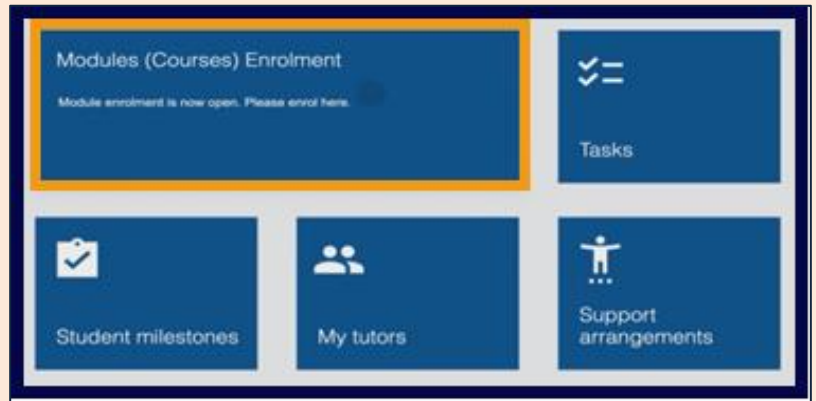 Modules (Courses) Enrolment
Module enrolment is now open. Please enrol here.
Tasks
Student milestones
My tutors
Support
arrangements